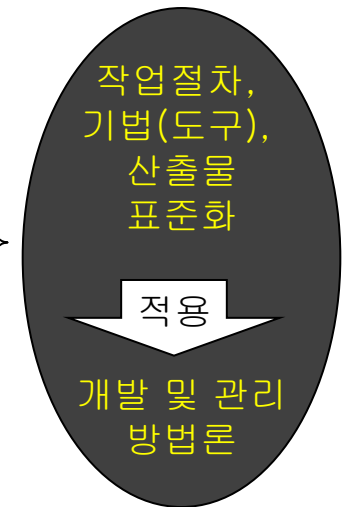 작업절차,
기법(도구),
산출물
표준화
적용
개발 및 관리
방법론